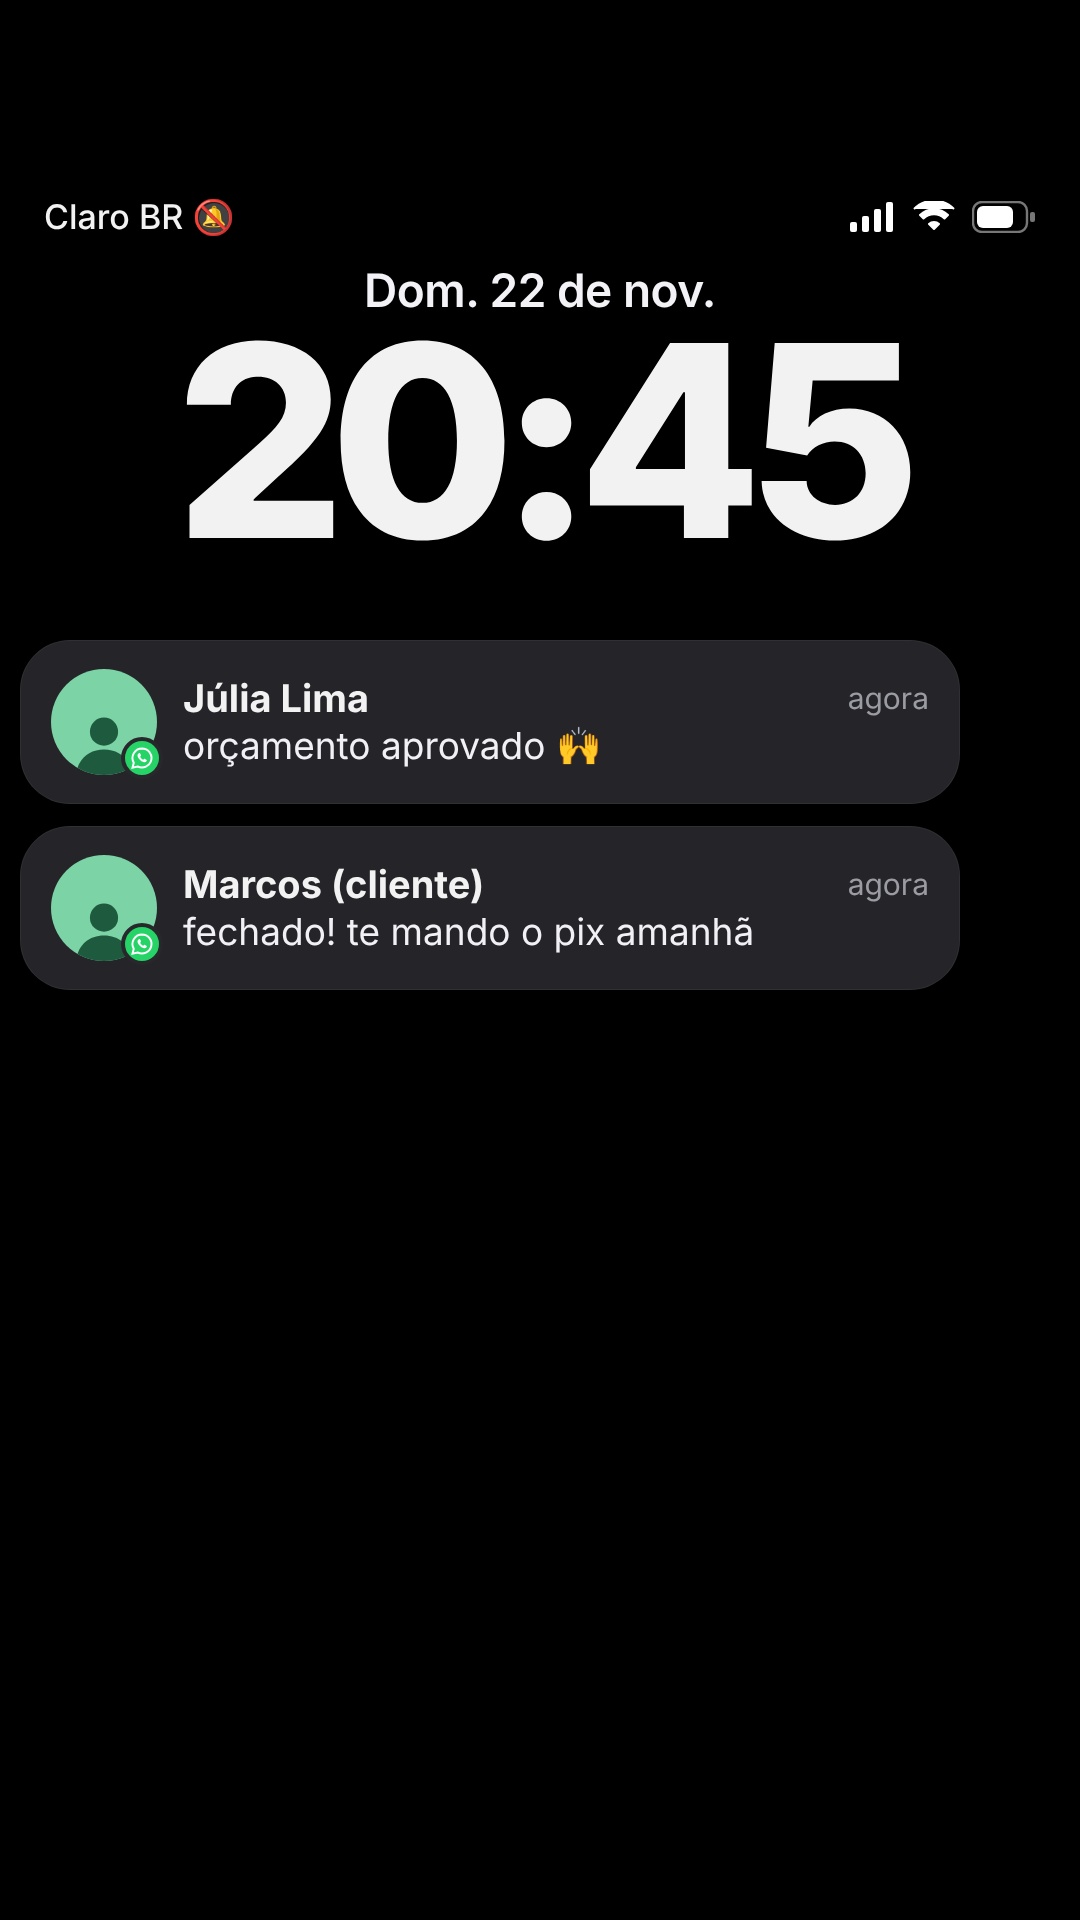 Claro BR
Dom. 22 de nov.
20:45
Júlia Lima
agora
orçamento aprovado 🙌
Marcos (cliente)
agora
fechado! te mando o pix amanhã